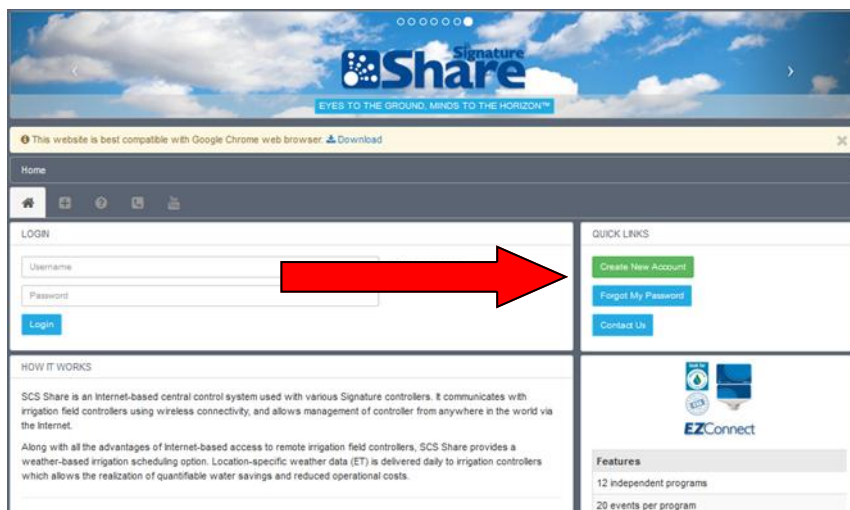 Signature
Share
EYES TO THE GROUND, MINDS TO THE HORIZON™
This website is best compatible with Google Chrome web browser. Download
Home
LOGIN
Username
Password
Login
QUICK LINKS
Create New Account
Forgot My Password
Contact Us
HOW IT WORKS
SCS Share is an Internet-based central control system used with various Signature controllers. It communicates with
irrigation field controllers using wireless connectivity, and allows management of controller from anywhere in the world via
the Internet.
Along with all the advantages of Internet-based access to remote irrigation field controllers, SCS Share provides a
weather-based irrigation scheduling option. Location-specific weather data (ET) is delivered daily to irrigation controllers
which allows the realization of quantifiable water savings and reduced operational costs.
EZConnect
Features
12 independent programs
20 events per program